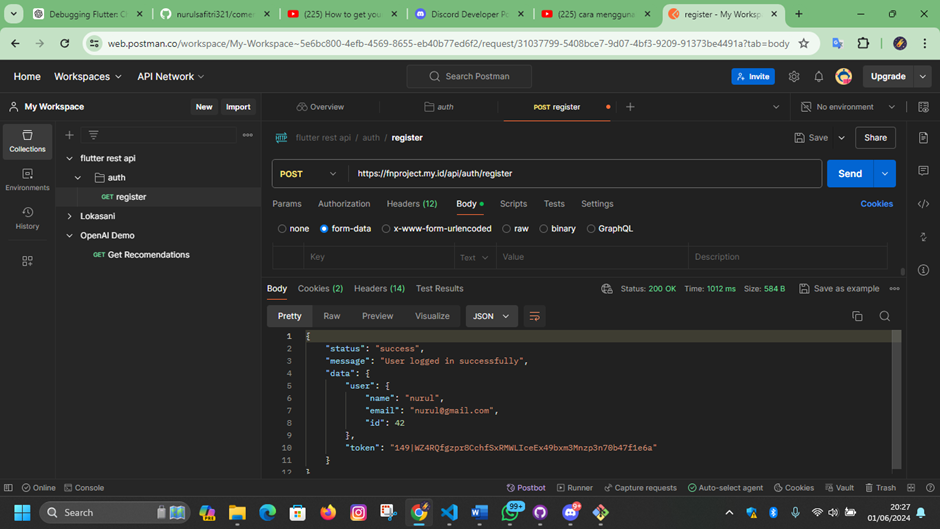 Debugging Flutter: C
nurulsafitri321/comer
(225) How to get your
Discord Developer Po
(225) cara mengguna
register - My Worksp
web.postman.co/workspace/My-Workspace~5e6bc800-4efb-4569-8655-eb40b77ed6f2/request/31037799-5408bce7-9d07-4bf3-9209-91373be4491a?tab=body
Home Workspaces API Network Search Postman Invite Upgrade
My Workspace New Import Overview auth POST register No environment
Collections
Environments
History
flutter rest api
auth
GET register
Lokasani
OpenAI Demo
GET Get Recomendations
HTTP flutter rest api / auth / register Save Share
POST https://fnproject.my.id/api/auth/register Send
Params Authorization Headers (12) Body Scripts Tests Settings Cookies
none form-data x-www-form-urlencoded raw binary GraphQL
Key Text Value Description
Body Cookies (2) Headers (14) Test Results Status: 200 OK Time: 1012 ms Size: 584 B Save as example
Pretty Raw Preview Visualize JSON
1 {
2 "status": "success",
3 "message": "User logged in successfully",
4 "data": {
5 "user": {
6 "name": "nurul",
7 "email": "nurul@gmail.com",
8 "id": 42
9 },
10 "token": "149|WZ4RQfgzpr8CchfSxRMWLIceEx49bxm3Mnzp3n70b47f1e6a"
11 }
12 }
Online Console Postbot Runner Capture requests Auto-select agent Cookies Vault Trash
Search 99+ 20:27
01/06/2024